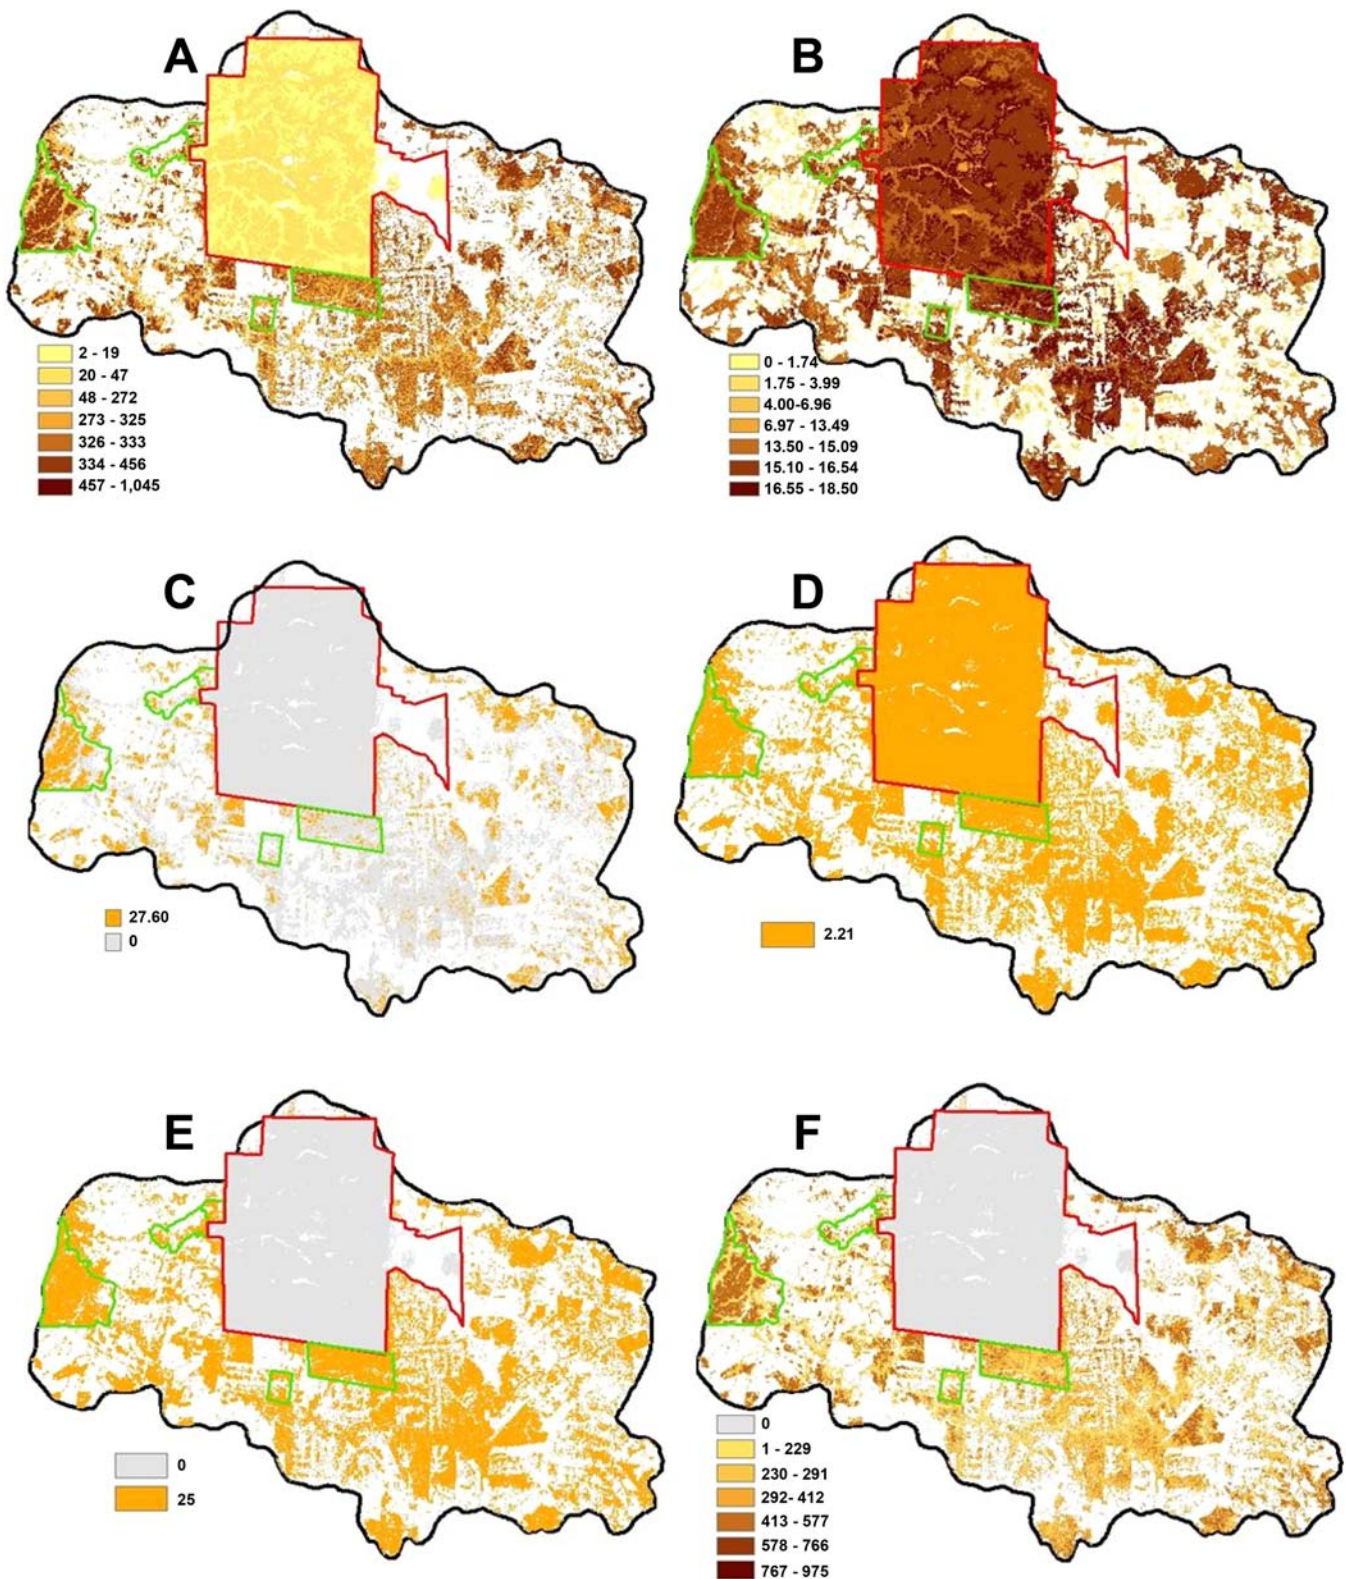 A
2 - 19
20 - 47
48 - 272
273 - 325
326 - 333
334 - 456
457 - 1,045
B
0 - 1.74
1.75 - 3.99
4.00-6.96
6.97 - 13.49
13.50 - 15.09
15.10 - 16.54
16.55 - 18.50
C
27.60
0
D
2.21
E
0
25
F
0
1 - 229
230 - 291
292- 412
413 - 577
578 - 766
767 - 975